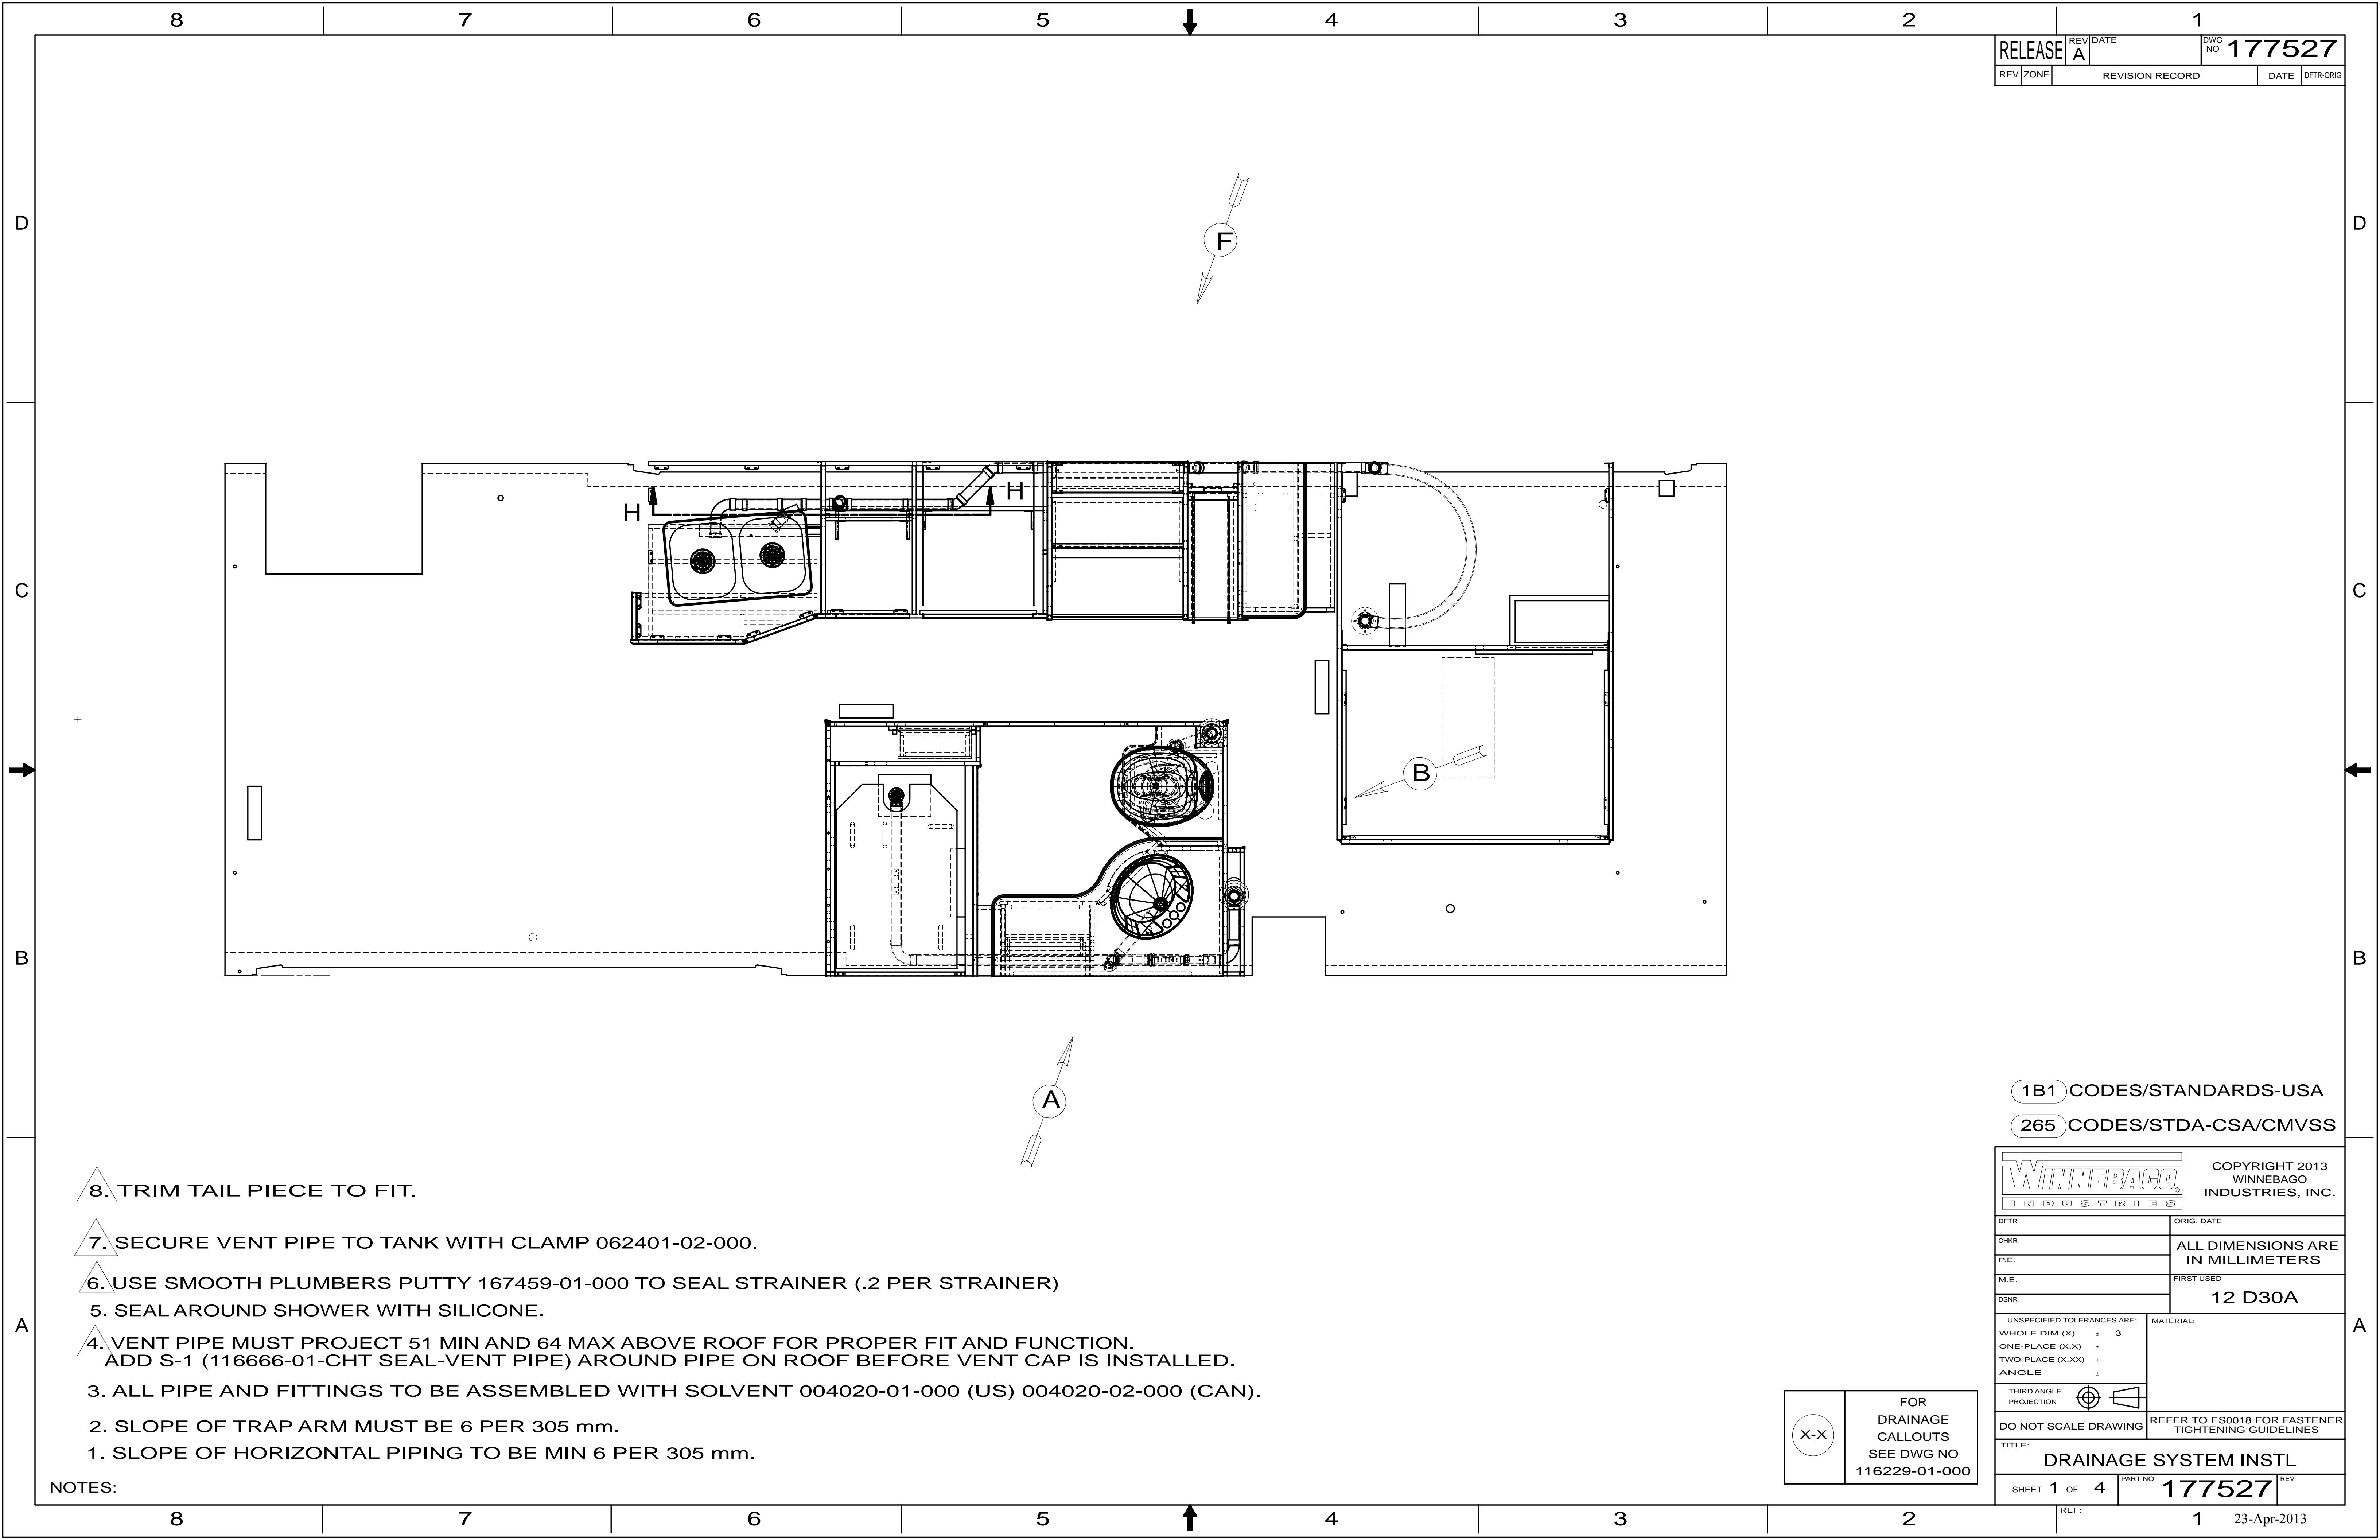 8 7 6 5 4 3 2 1
RELEASE
REV
A
DATE
DWG
NO
177527
REV ZONE REVISION RECORD DATE DFTR-ORIG
D
D
F
H
H
C
C
B
B
B
A
1B1 CODES/STANDARDS-USA
265 CODES/STDA-CSA/CMVSS
WINNEBAGO
INDUSTRIES
COPYRIGHT 2013
WINNEBAGO
INDUSTRIES, INC.
DFTR
ORIG. DATE
CHKR
ALL DIMENSIONS ARE
IN MILLIMETERS
P.E.
M.E.
FIRST USED
12 D30A
DSNR
UNSPECIFIED TOLERANCES ARE:
WHOLE DIM (X) ± 3
ONE-PLACE (X.X) ±
TWO-PLACE (X.XX) ±
ANGLE ±
MATERIAL:
THIRD ANGLE
PROJECTION
DO NOT SCALE DRAWING
REFER TO ES0018 FOR FASTENER
TIGHTENING GUIDELINES
TITLE:
DRAINAGE SYSTEM INSTL
SHEET 1 OF 4
PART NO
177527
REV
8. TRIM TAIL PIECE TO FIT.
7. SECURE VENT PIPE TO TANK WITH CLAMP 062401-02-000.
6. USE SMOOTH PLUMBERS PUTTY 167459-01-000 TO SEAL STRAINER (.2 PER STRAINER)
5. SEAL AROUND SHOWER WITH SILICONE.
4. VENT PIPE MUST PROJECT 51 MIN AND 64 MAX ABOVE ROOF FOR PROPER FIT AND FUNCTION.
ADD S-1 (116666-01-CHT SEAL-VENT PIPE) AROUND PIPE ON ROOF BEFORE VENT CAP IS INSTALLED.
3. ALL PIPE AND FITTINGS TO BE ASSEMBLED WITH SOLVENT 004020-01-000 (US) 004020-02-000 (CAN).
2. SLOPE OF TRAP ARM MUST BE 6 PER 305 mm.
1. SLOPE OF HORIZONTAL PIPING TO BE MIN 6 PER 305 mm.
NOTES:
A
A
X-X
FOR
DRAINAGE
CALLOUTS
SEE DWG NO
116229-01-000
8 7 6 5 4 3 2 1
REF:
23-Apr-2013